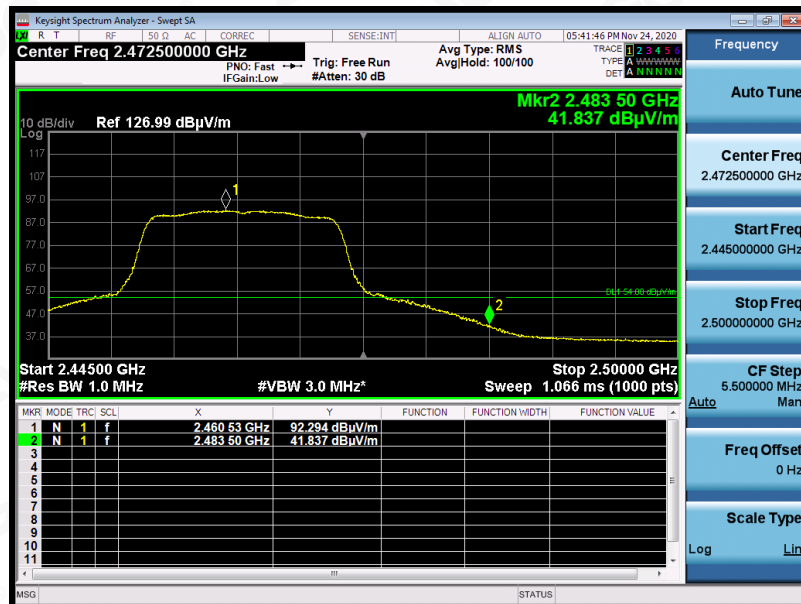 Keysight Spectrum Analyzer - Swept SA
LXI R T RF 50 Ω AC CORREC SENSE:INT ALIGN AUTO 05:41:46 PM Nov 24, 2020
Center Freq 2.472500000 GHz
PNO: Fast
IFGain:Low
Trig: Free Run
#Atten: 30 dB
Avg Type: RMS
Avg|Hold: 100/100
TRACE 1 2 3 4 5 6
TYPE A WWWWW
DET A N N N N N
Mkr2 2.483 50 GHz
41.837 dBµV/m
10 dB/div Ref 126.99 dBµV/m
Log
117
107
97.0
87.0
77.0
67.0
57.0
47.0
37.0
1
2
DL1 54.00 dBµV/m
Start 2.44500 GHz Stop 2.50000 GHz
#Res BW 1.0 MHz #VBW 3.0 MHz* Sweep 1.066 ms (1000 pts)
MKR MODE TRC SCL X Y FUNCTION FUNCTION WIDTH FUNCTION VALUE
1 N 1 f 2.460 53 GHz 92.294 dBµV/m
2 N 1 f 2.483 50 GHz 41.837 dBµV/m
3
4
5
6
7
8
9
10
11
MSG STATUS
Frequency
Auto Tune
Center Freq
2.472500000 GHz
Start Freq
2.445000000 GHz
Stop Freq
2.500000000 GHz
CF Step
5.500000 MHz
Auto Man
Freq Offset
0 Hz
Scale Type
Log Lin